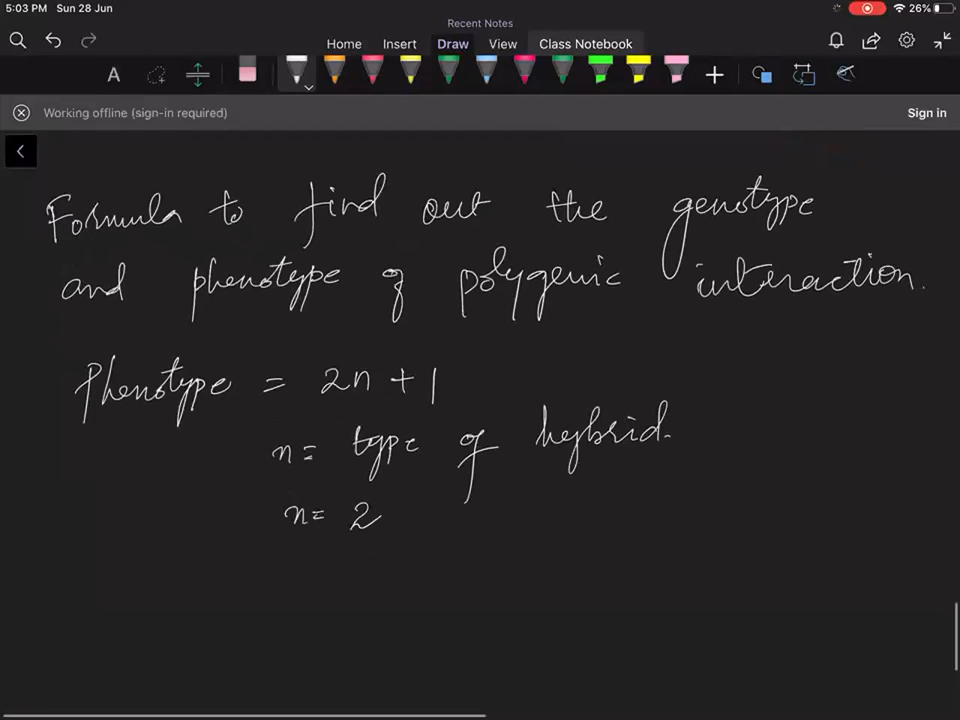 5:03 PM Sun 28 Jun
26%
Recent Notes
Home Insert Draw View Class Notebook
A
Working offline (sign-in required) Sign in
Formula to find out the genotype
and phenotype of polygenic interaction.
Phenotype = 2n + 1
n = type of hybrid.
n = 2